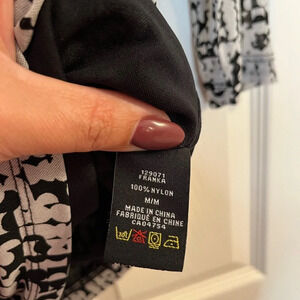 129071
FRANKA
100% NYLON
M/M
MADE IN CHINA
FABRIQUÉ EN CHINE
CA04754